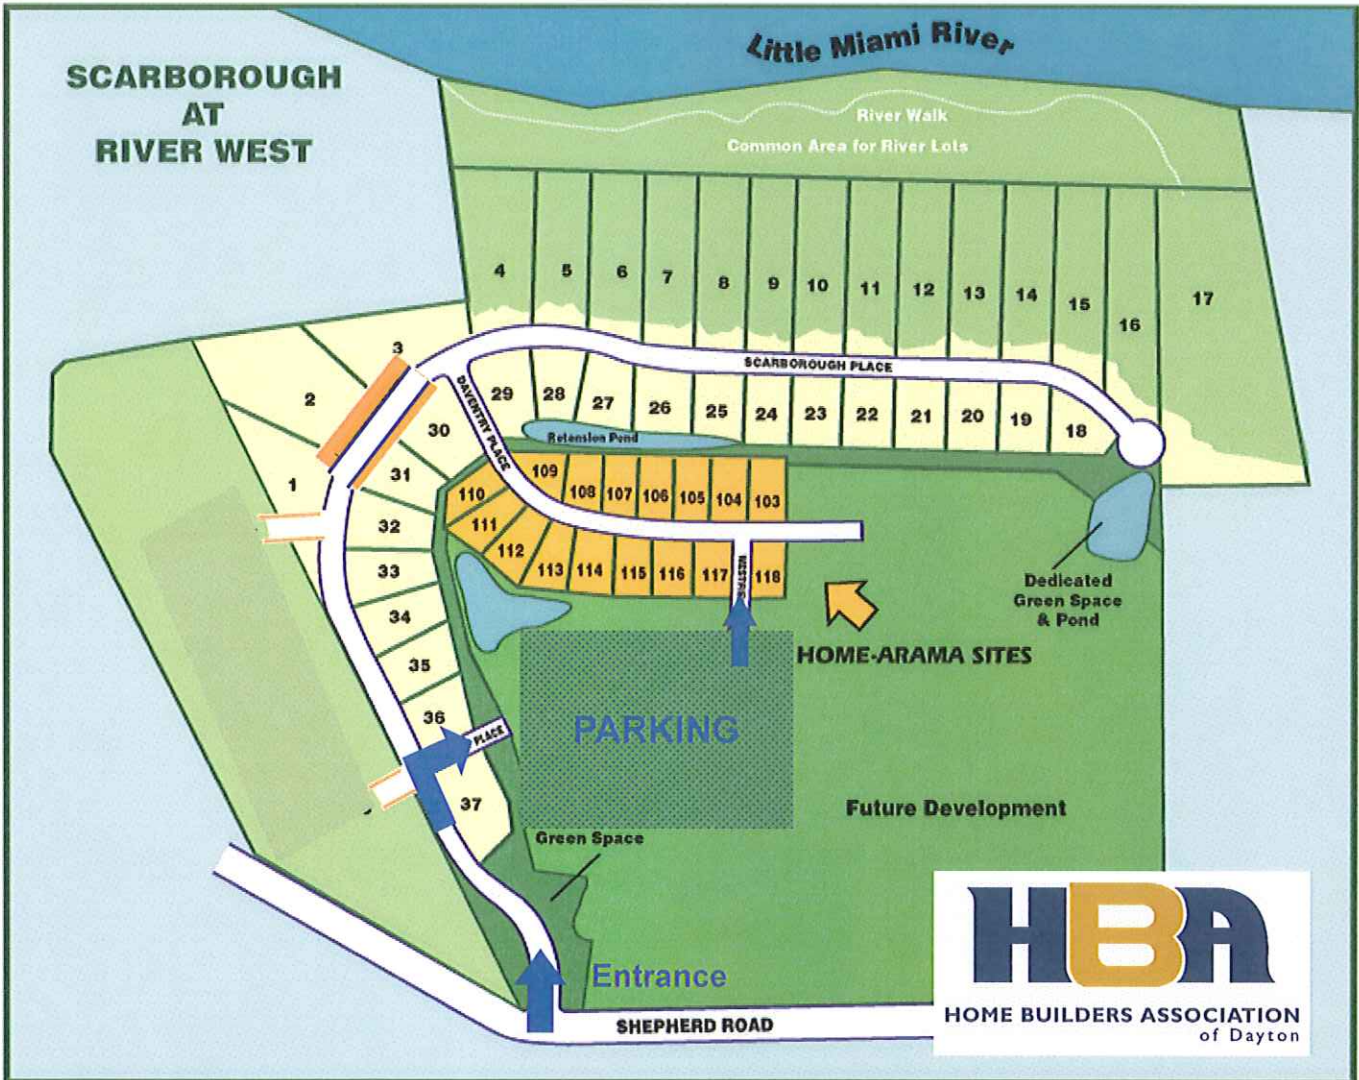 SCARBOROUGH
AT
RIVER WEST
Little Miami River
River Walk
Common Area for River Lots
4
5
6
7
8
9
10
11
12
13
14
15
16
17
3
2
1
SCARBOROUGH PLACE
DAVENTRY PLACE
29
28
27
26
25
24
23
22
21
20
19
18
30
31
32
33
34
35
36
37
Retension Pond
110
109
108
107
106
105
104
103
111
112
113
114
115
116
117
118
Dedicated
Green Space
& Pond
HOME-ARAMA SITES
PARKING
PLACE
Future Development
Green Space
Entrance
SHEPHERD ROAD
HBA
HOME BUILDERS ASSOCIATION
of Dayton